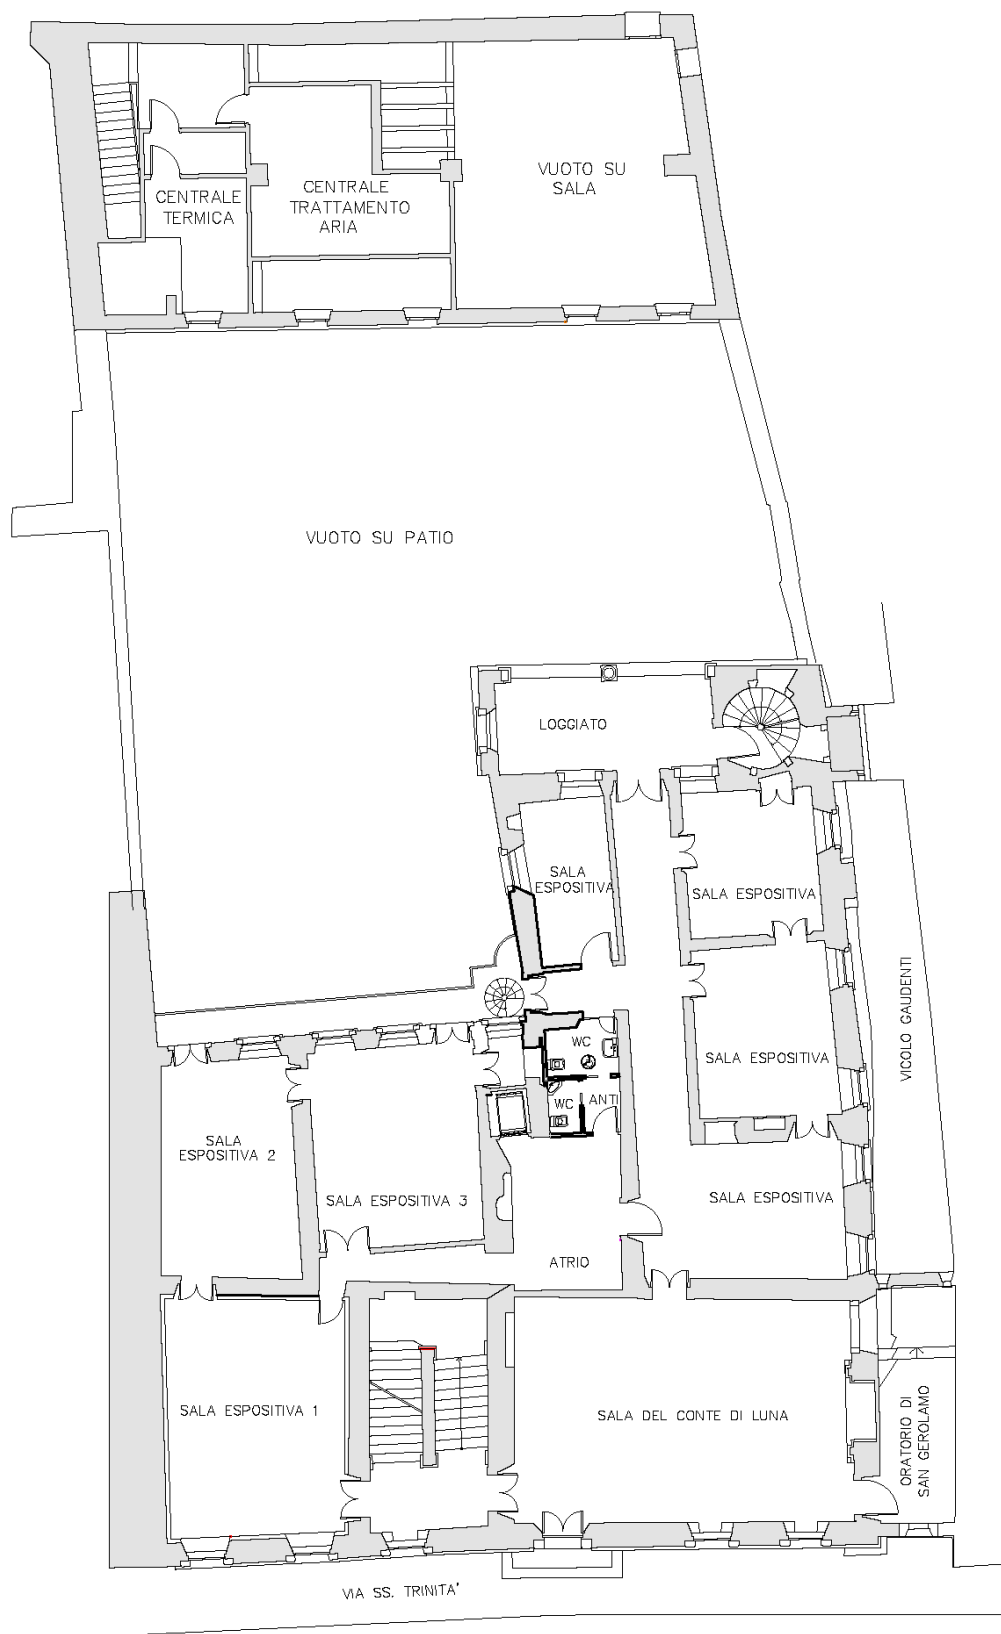 VUOTO SU
SALA
CENTRALE
TERMICA
CENTRALE
TRATTAMENTO
ARIA
VUOTO SU PATIO
LOGGIATO
SALA
ESPOSITIVA
SALA ESPOSITIVA
VICOLO GAUDENTI
WC
SALA ESPOSITIVA
WC
ANTI
SALA
ESPOSITIVA 2
SALA ESPOSITIVA 3
SALA ESPOSITIVA
ATRIO
SALA ESPOSITIVA 1
SALA DEL CONTE DI LUNA
ORATORIO DI
SAN GEROLAMO
VIA SS. TRINITA'